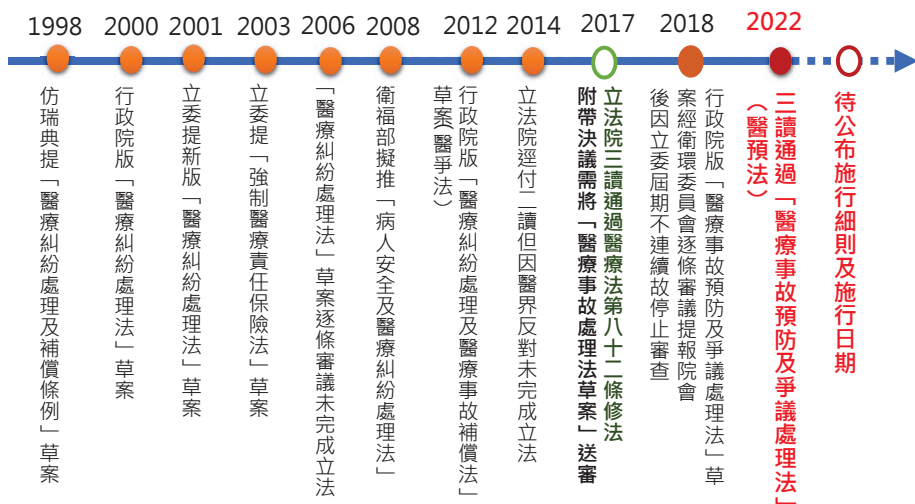 1998
仿瑞典提「醫療糾紛處理及補償條例」草案
2000
行政院版「醫療糾紛處理法」草案
2001
立委提新版「醫療糾紛處理法」草案
2003
立委提「強制醫療責任保險法」草案
2006
「醫療糾紛處理法」草案逐條審議未完成立法
2008
衛福部擬推「病人安全及醫療糾紛處理法」
2012
行政院版「醫療糾紛處理及醫療事故補償法」
草案(醫爭法)
2014
立法院逕付二讀但因醫界反對未完成立法
2017
立法院三讀通過醫療法第八十二條修法
附帶決議需將「醫療事故處理法草案」送審
2018
行政院版「醫療事故預防及爭議處理法」草
案經衛環委員會逐條審議提報院會
後因立委屆期不連續故停止審查
2022
三讀通過「醫療事故預防及爭議處理法」
（醫預法）
待公布施行細則及施行日期